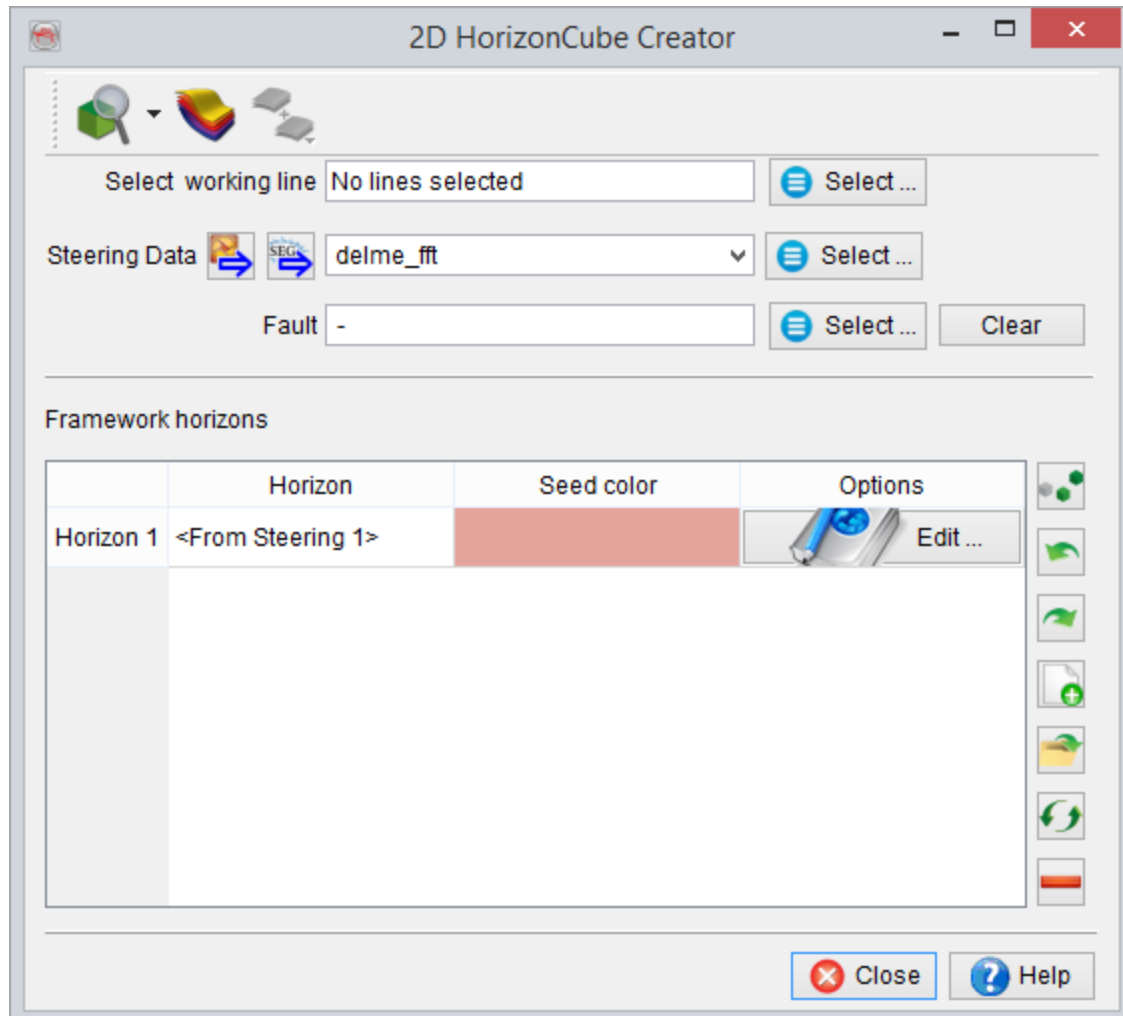 2D HorizonCube Creator
Select working line No lines selected Select ...
Steering Data SEG delme_fft Select ...
Fault - Select ... Clear
Framework horizons
Horizon Seed color Options
Horizon 1 <From Steering 1> Edit ...
Close Help